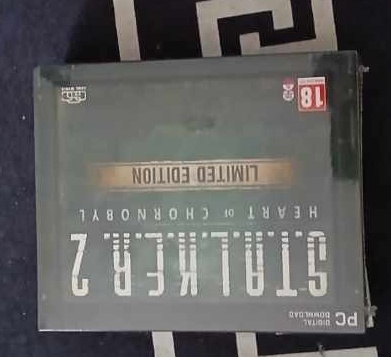 PC DIGITAL
DOWNLOAD
S.T.A.L.K.E.R. 2
HEART OF CHORNOBYL
LIMITED EDITION
18